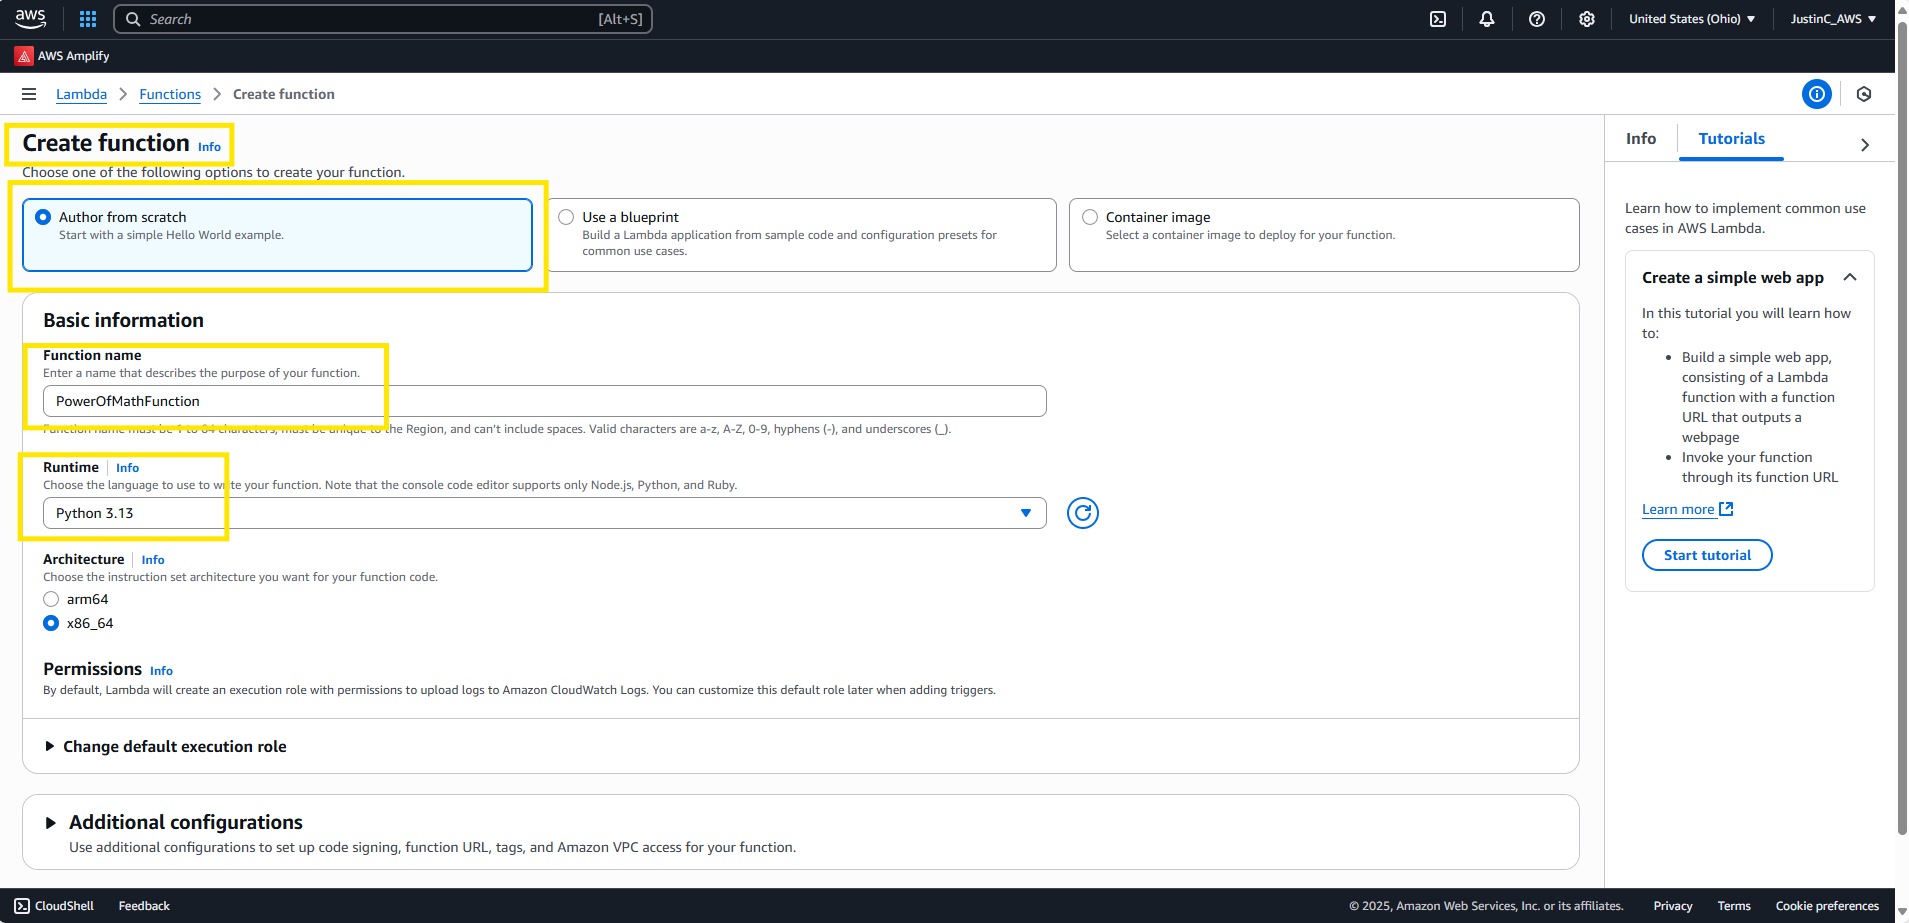 aws
Search [Alt+S]
United States (Ohio)
JustinC_AWS
AWS Amplify
Lambda
Functions
Create function
Create function Info
Choose one of the following options to create your function.
Author from scratch
Start with a simple Hello World example.
Use a blueprint
Build a Lambda application from sample code and configuration presets for
common use cases.
Container image
Select a container image to deploy for your function.
Basic information
Function name
Enter a name that describes the purpose of your function.
PowerOfMathFunction
Function name must be 1 to 64 characters, must be unique to the Region, and can't include spaces. Valid characters are a-z, A-Z, 0-9, hyphens (-), and underscores (_).
Runtime Info
Choose the language to use to write your function. Note that the console code editor supports only Node.js, Python, and Ruby.
Python 3.13
Architecture Info
Choose the instruction set architecture you want for your function code.
arm64
x86_64
Permissions Info
By default, Lambda will create an execution role with permissions to upload logs to Amazon CloudWatch Logs. You can customize this default role later when adding triggers.
Change default execution role
Additional configurations
Use additional configurations to set up code signing, function URL, tags, and Amazon VPC access for your function.
Info
Tutorials
Learn how to implement common use
cases in AWS Lambda.
Create a simple web app
In this tutorial you will learn how
to:
Build a simple web app,
consisting of a Lambda
function with a function
URL that outputs a
webpage
Invoke your function
through its function URL
Learn more
Start tutorial
CloudShell
Feedback
© 2025, Amazon Web Services, Inc. or its affiliates.
Privacy
Terms
Cookie preferences